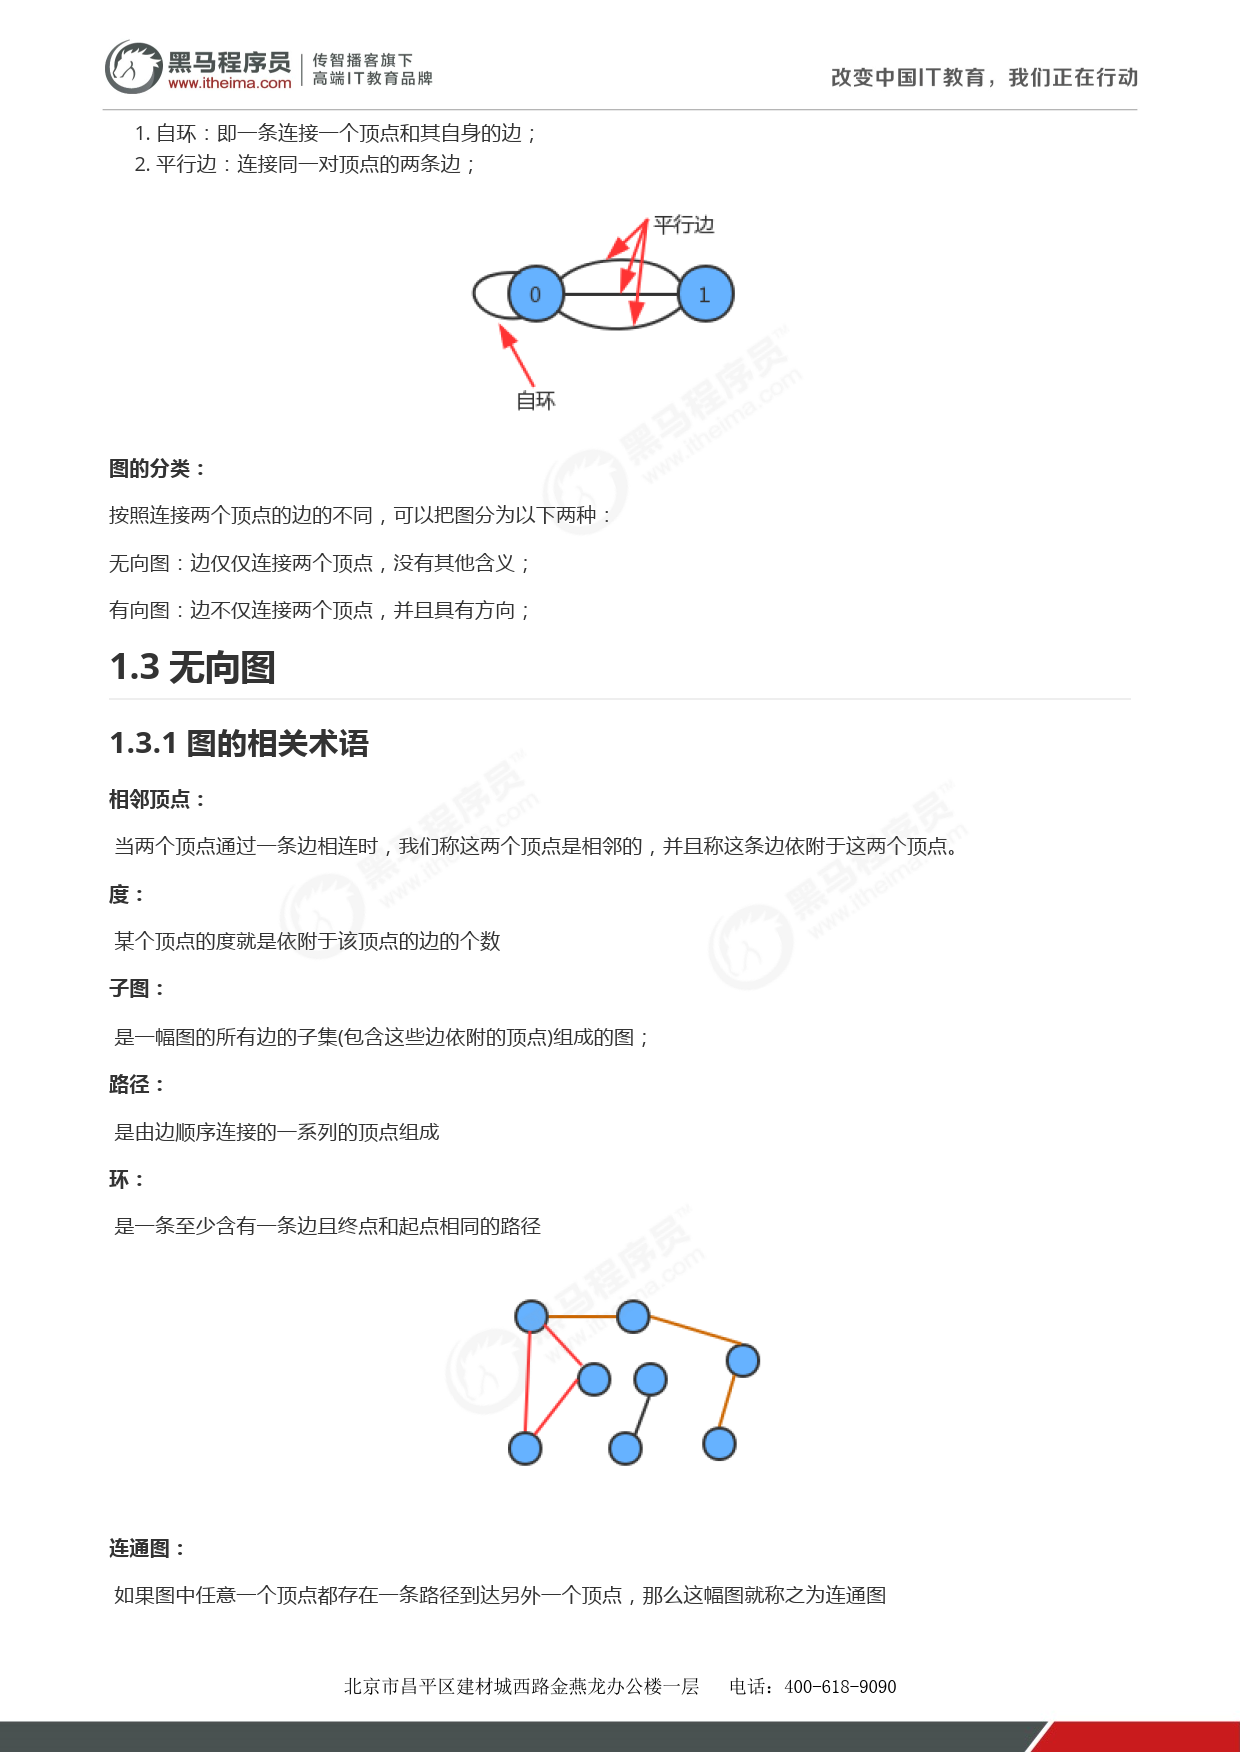 黑马程序员
www.itheima.com
传智播客旗下
高端IT教育品牌
改变中国IT教育，我们正在行动
1. 自环：即一条连接一个顶点和其自身的边；
2. 平行边：连接同一对顶点的两条边；
平行边
0
1
自环
图的分类：
按照连接两个顶点的边的不同，可以把图分为以下两种：
无向图：边仅仅连接两个顶点，没有其他含义；
有向图：边不仅连接两个顶点，并且具有方向；
1.3 无向图
1.3.1 图的相关术语
相邻顶点：
当两个顶点通过一条边相连时，我们称这两个顶点是相邻的，并且称这条边依附于这两个顶点。
度：
某个顶点的度就是依附于该顶点的边的个数
子图：
是一幅图的所有边的子集(包含这些边依附的顶点)组成的图；
路径：
是由边顺序连接的一系列的顶点组成
环：
是一条至少含有一条边且终点和起点相同的路径
连通图：
如果图中任意一个顶点都存在一条路径到达另外一个顶点，那么这幅图就称之为连通图
北京市昌平区建材城西路金燕龙办公楼一层 电话：400-618-9090